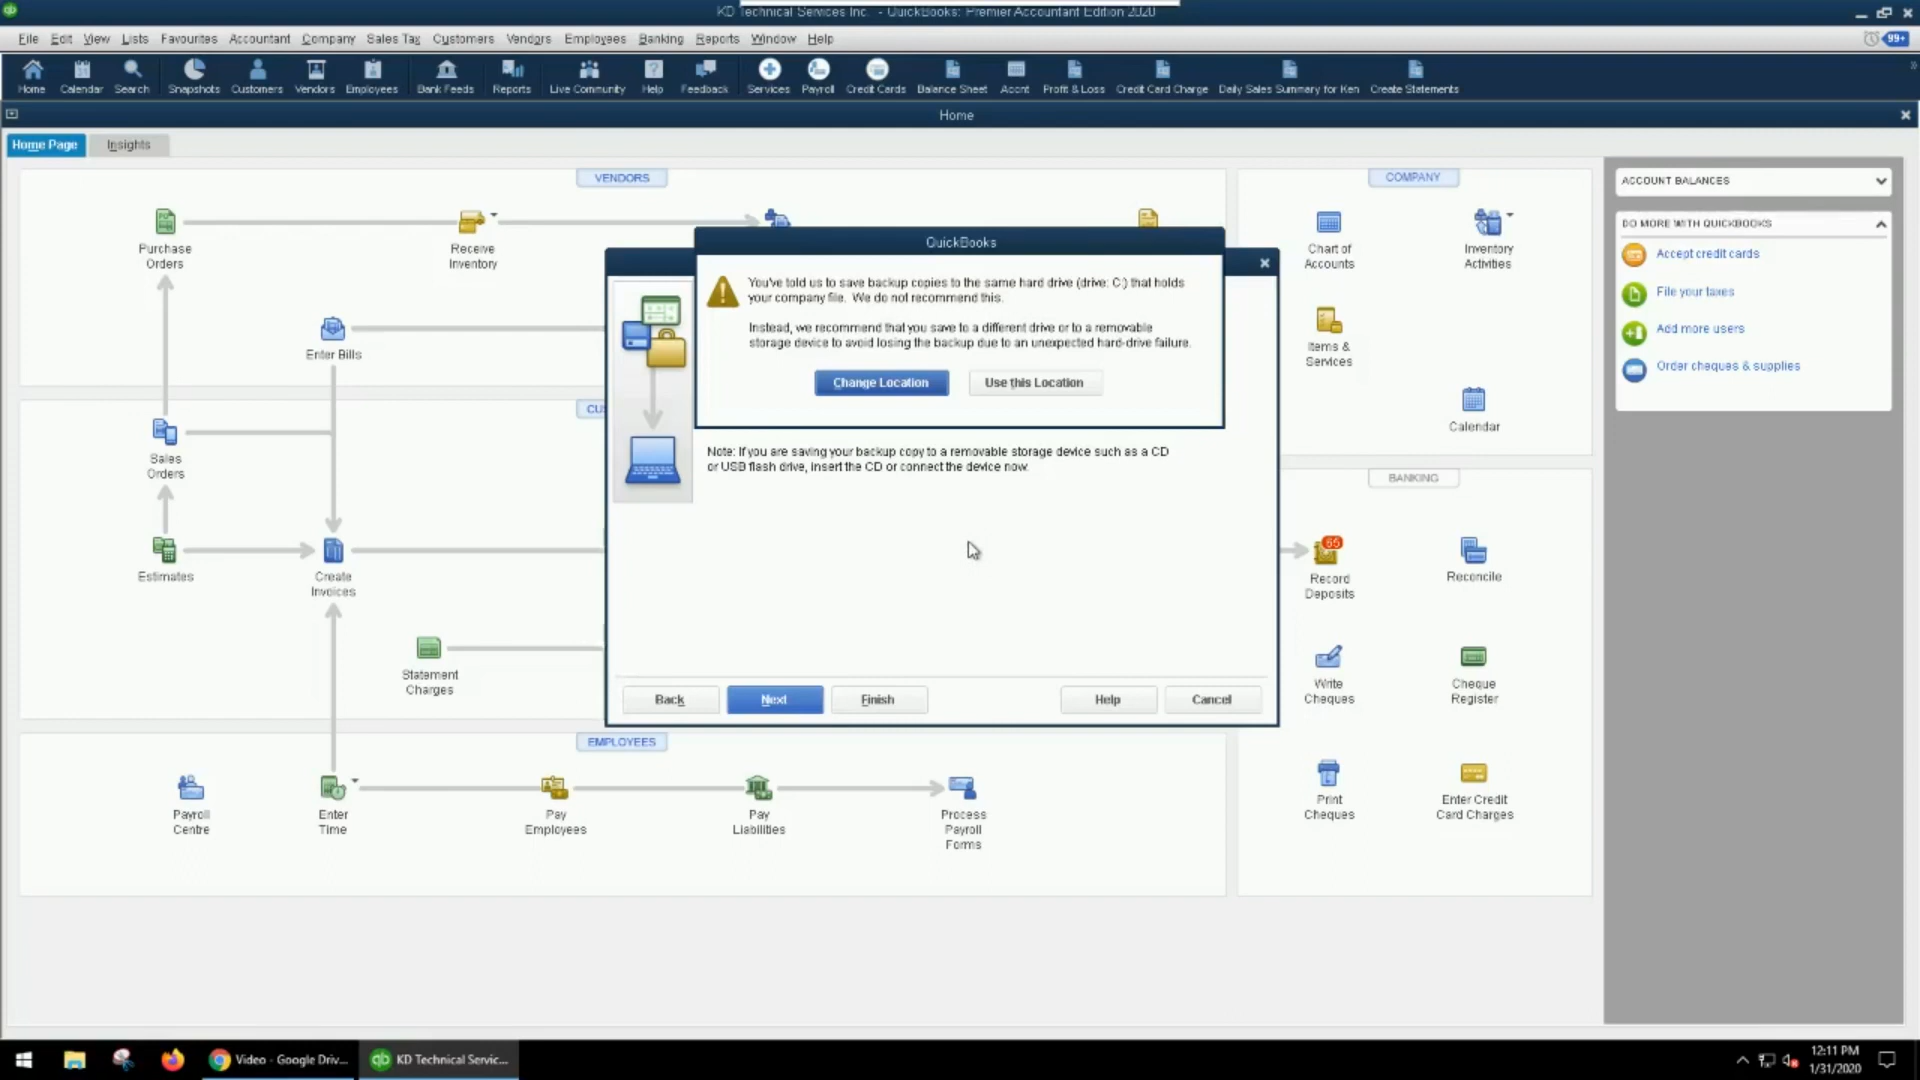 KD Technical Services Inc. - QuickBooks: Premier Accountant Edition 2020
File Edit View Lists Favourites Accountant Company Sales Tax Customers Vendors Employees Banking Reports Window Help
99+
Home Calendar Search Snapshots Customers Vendors Employees Bank Feeds Reports Live Community Help Feedback Services Payroll Credit Cards Balance Sheet Accnt Profit & Loss Credit Card Charge Daily Sales Summary for Ken Create Statements
Home
Home Page Insights
VENDORS
Purchase
Orders
Receive
Inventory
Enter Bills
CUS
Sales
Orders
Estimates
Create
Invoices
Statement
Charges
EMPLOYEES
Payroll
Centre
Enter
Time
Pay
Employees
Pay
Liabilities
Process
Payroll
Forms
QuickBooks
You've told us to save backup copies to the same hard drive (drive: C:) that holds
your company file. We do not recommend this.
Instead, we recommend that you save to a different drive or to a removable
storage device to avoid losing the backup due to an unexpected hard-drive failure.
Change Location Use this Location
Note: If you are saving your backup copy to a removable storage device such as a CD
or USB flash drive, insert the CD or connect the device now.
Back Next Finish Help Cancel
COMPANY
Chart of
Accounts
Inventory
Activities
Items &
Services
Calendar
BANKING
65
Record
Deposits
Reconcile
Write
Cheques
Cheque
Register
Print
Cheques
Enter Credit
Card Charges
ACCOUNT BALANCES
DO MORE WITH QUICKBOOKS
Accept credit cards
File your taxes
Add more users
Order cheques & supplies
qb
Video - Google Driv...
KD Technical Servic...
12:11 PM
1/31/2020